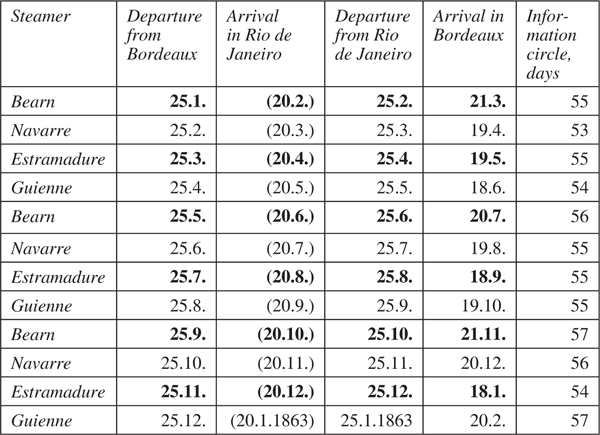 Steamer Departure from Bordeaux Arrival in Rio de Janeiro Departure from Rio de Janeiro Arrival in Bordeaux Infor-mation circle, days
Bearn 25.1. (20.2.) 25.2. 21.3. 55
Navarre 25.2. (20.3.) 25.3. 19.4. 53
Estramadure 25.3. (20.4.) 25.4. 19.5. 55
Guienne 25.4. (20.5.) 25.5. 18.6. 54
Bearn 25.5. (20.6.) 25.6. 20.7. 56
Navarre 25.6. (20.7.) 25.7. 19.8. 55
Estramadure 25.7. (20.8.) 25.8. 18.9. 55
Guienne 25.8. (20.9.) 25.9. 19.10. 55
Bearn 25.9. (20.10.) 25.10. 21.11. 57
Navarre 25.10. (20.11.) 25.11. 20.12. 56
Estramadure 25.11. (20.12.) 25.12. 18.1. 54
Guienne 25.12. (20.1.1863) 25.1.1863 20.2. 57